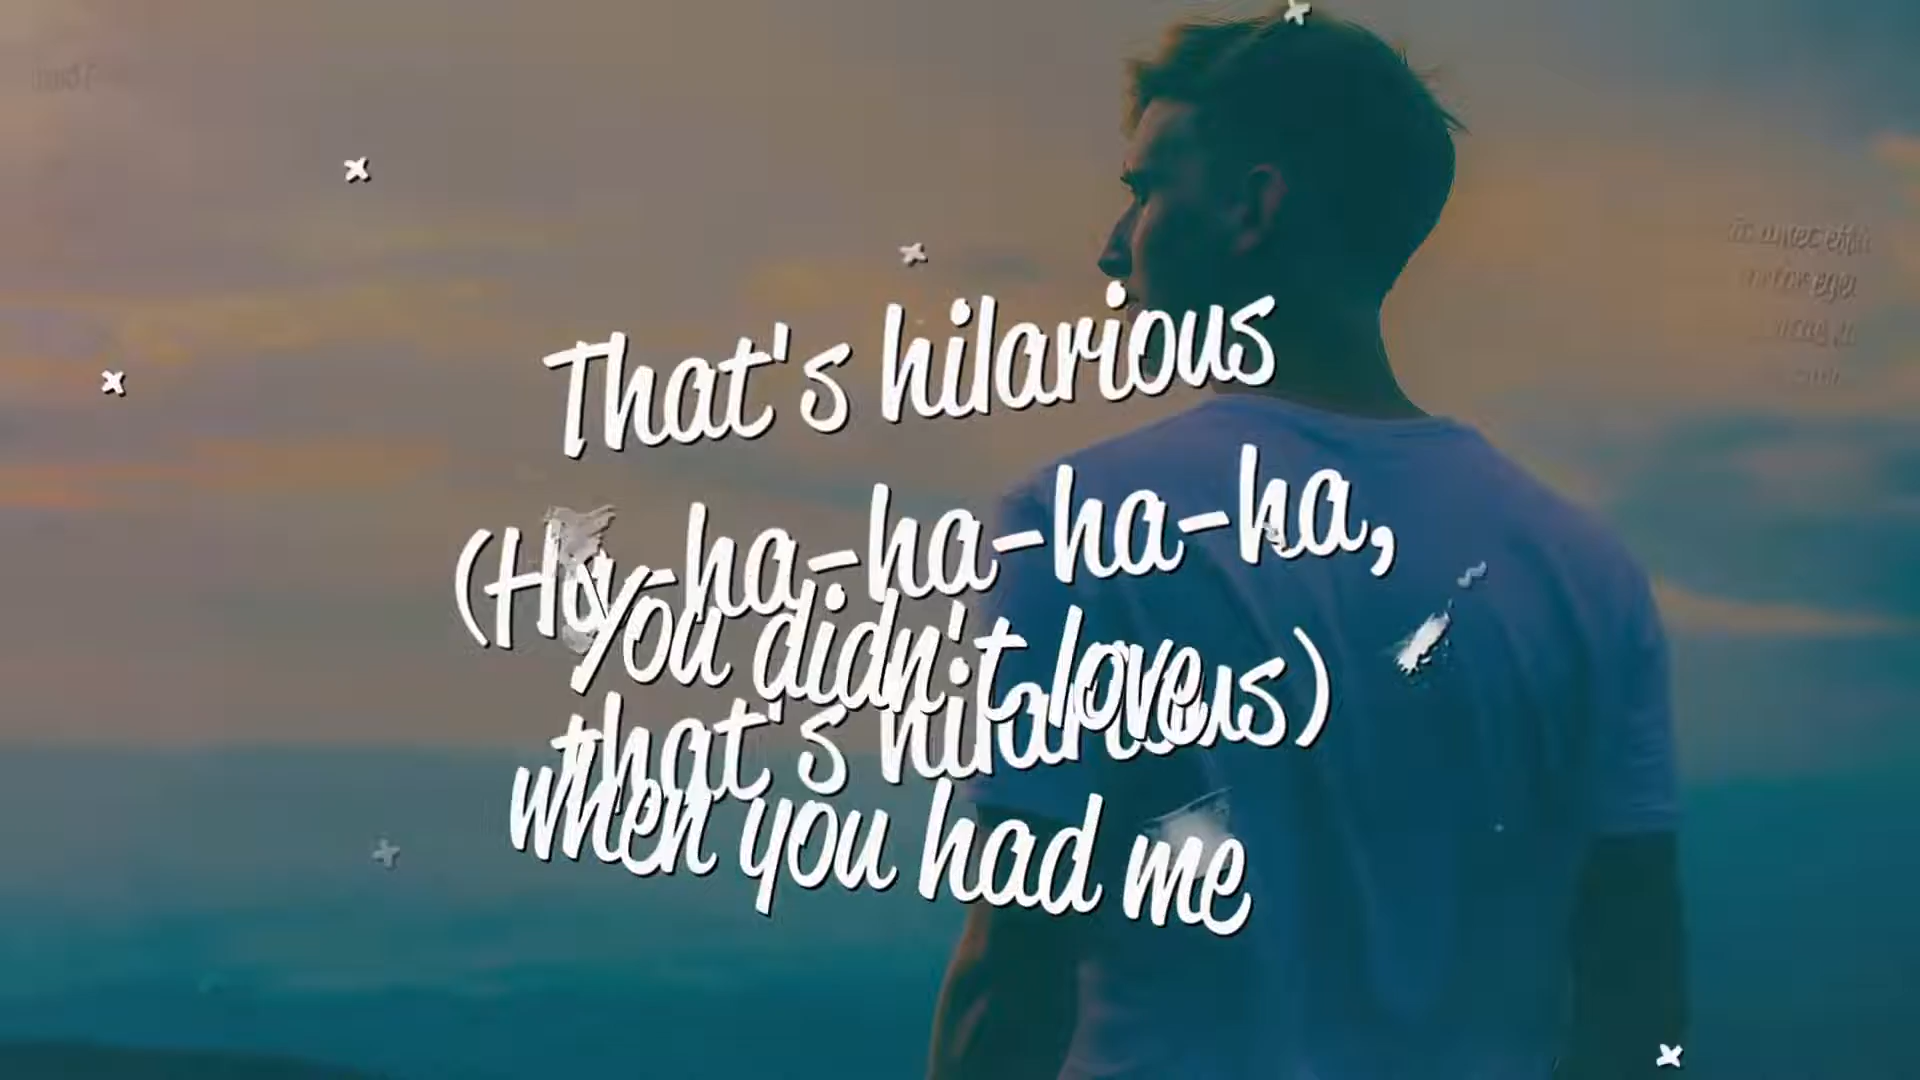 That's hilarious
(Ha-ha-ha-ha-ha,
that's hilarious)
You didn't love
when you had me